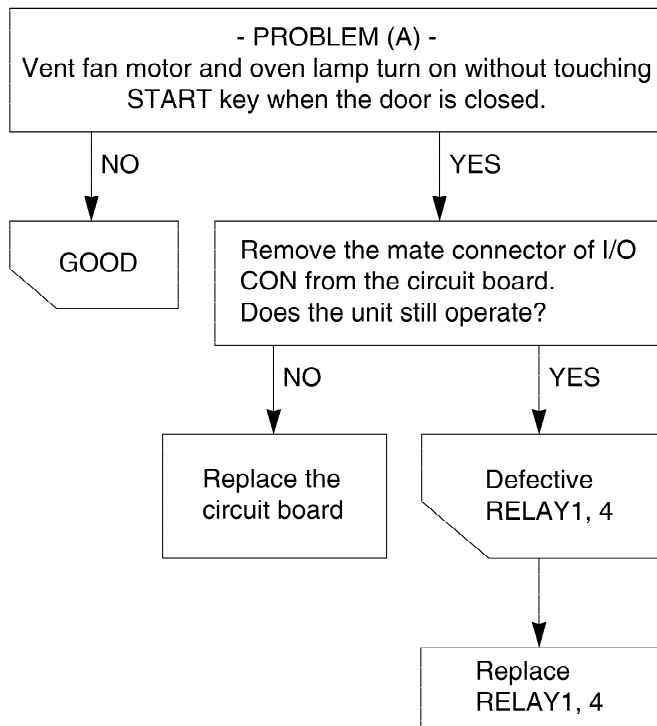 - PROBLEM (A) -
Vent fan motor and oven lamp turn on without touching
START key when the door is closed.
NO
YES
GOOD
Remove the mate connector of I/O
CON from the circuit board.
Does the unit still operate?
NO
YES
Replace the
circuit board
Defective
RELAY1, 4
Replace
RELAY1, 4